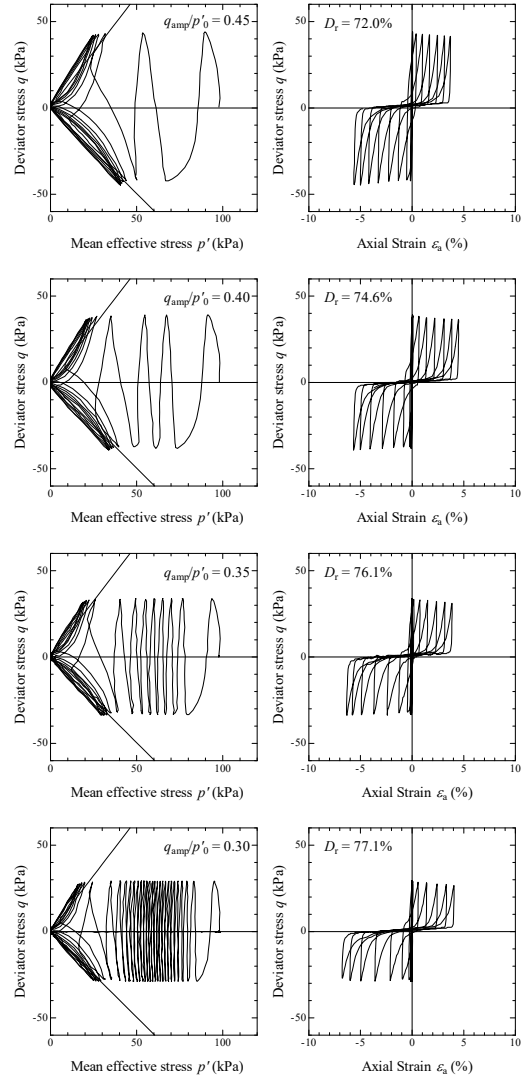 50
q_amp/p′_0 = 0.45
0
-50
0 50 100
Deviator stress q (kPa)
Mean effective stress p′ (kPa)
50
D_r = 72.0%
0
-50
-10 -5 0 5 10
Deviator stress q (kPa)
Axial Strain ε_a (%)
50
q_amp/p′_0 = 0.40
0
-50
0 50 100
Deviator stress q (kPa)
Mean effective stress p′ (kPa)
50
D_r = 74.6%
0
-50
-10 -5 0 5 10
Deviator stress q (kPa)
Axial Strain ε_a (%)
50
q_amp/p′_0 = 0.35
0
-50
0 50 100
Deviator stress q (kPa)
Mean effective stress p′ (kPa)
50
D_r = 76.1%
0
-50
-10 -5 0 5 10
Deviator stress q (kPa)
Axial Strain ε_a (%)
50
q_amp/p′_0 = 0.30
0
-50
0 50 100
Deviator stress q (kPa)
Mean effective stress p′ (kPa)
50
D_r = 77.1%
0
-50
-10 -5 0 5 10
Deviator stress q (kPa)
Axial Strain ε_a (%)